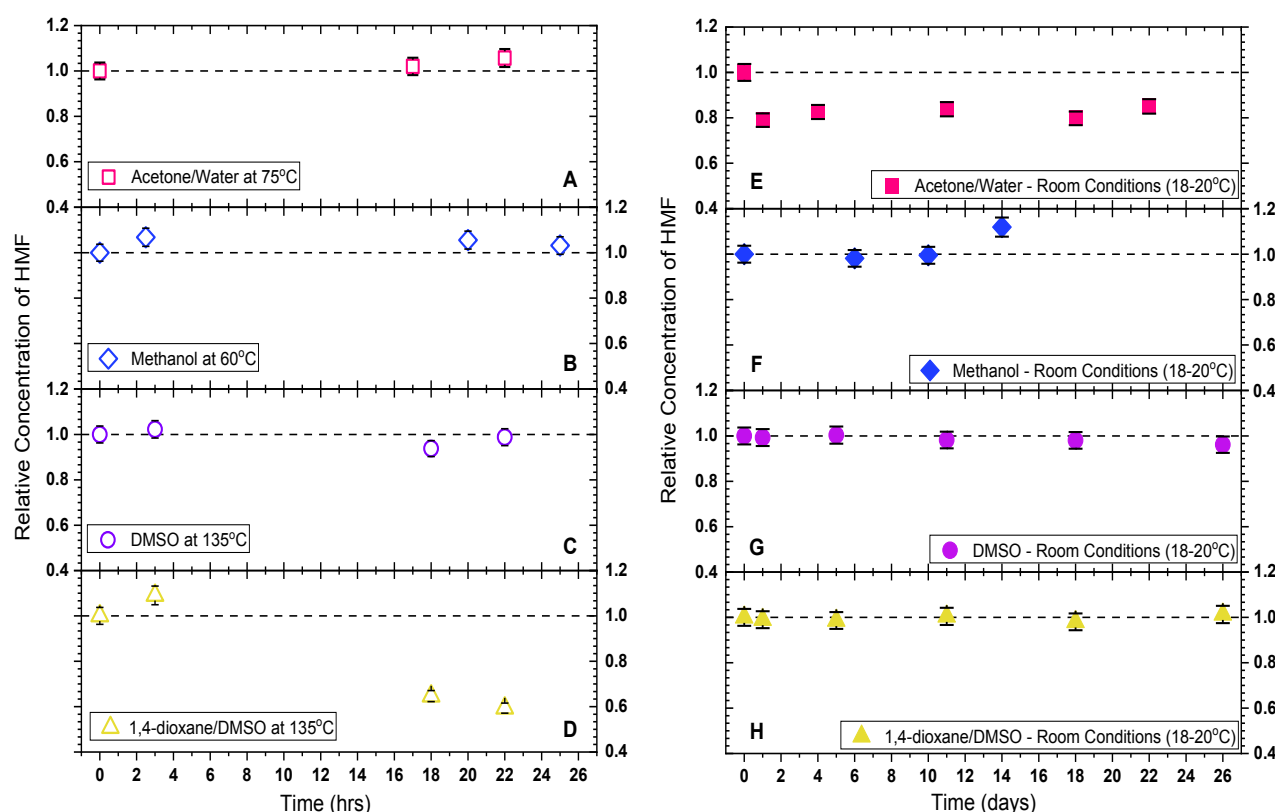 1.2
1.0
0.8
0.6
0.4
Acetone/Water at 75°C
A
1.2
1.0
0.8
0.6
0.4
Methanol at 60°C
B
1.2
1.0
0.8
0.6
0.4
DMSO at 135°C
C
1.2
1.0
0.8
0.6
0.4
1,4-dioxane/DMSO at 135°C
D
0 2 4 6 8 10 12 14 16 18 20 22 24 26
Time (hrs)
Relative Concentration of HMF
1.2
1.0
0.8
0.6
0.4
Acetone/Water - Room Conditions (18-20°C)
E
1.2
1.0
0.8
0.6
0.4
Methanol - Room Conditions (18-20°C)
F
1.2
1.0
0.8
0.6
0.4
DMSO - Room Conditions (18-20°C)
G
1.2
1.0
0.8
0.6
0.4
1,4-dioxane/DMSO - Room Conditions (18-20°C)
H
0 2 4 6 8 10 12 14 16 18 20 22 24 26
Time (days)
Relative Concentration of HMF